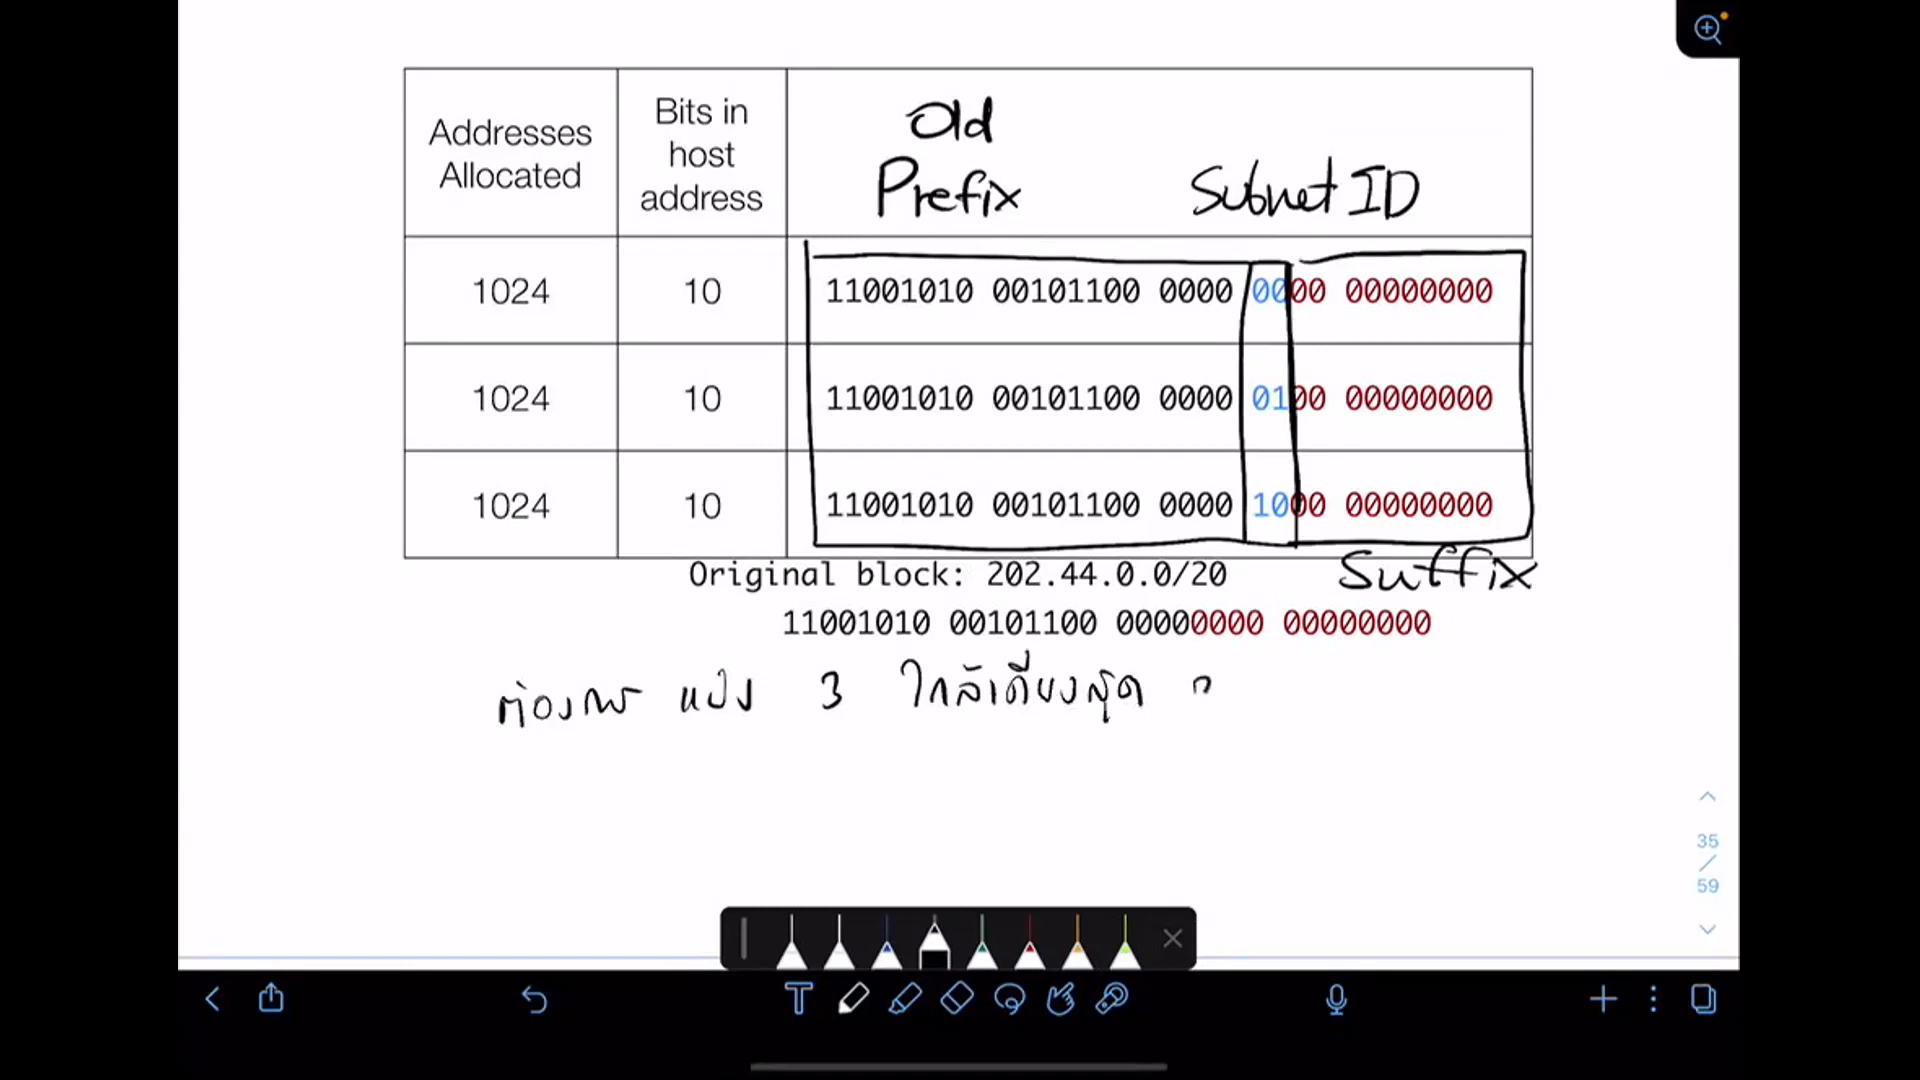 Addresses Allocated
Bits in host address
Old Prefix
Subnet ID
1024 10 11001010 00101100 0000 0000 00000000
1024 10 11001010 00101100 0000 0100 00000000
1024 10 11001010 00101100 0000 1000 00000000
Suffix
Original block: 202.44.0.0/20
11001010 00101100 00000000 00000000
ต้องการ แบ่ง 3 ใกล้เคียงสุด
35
/
59